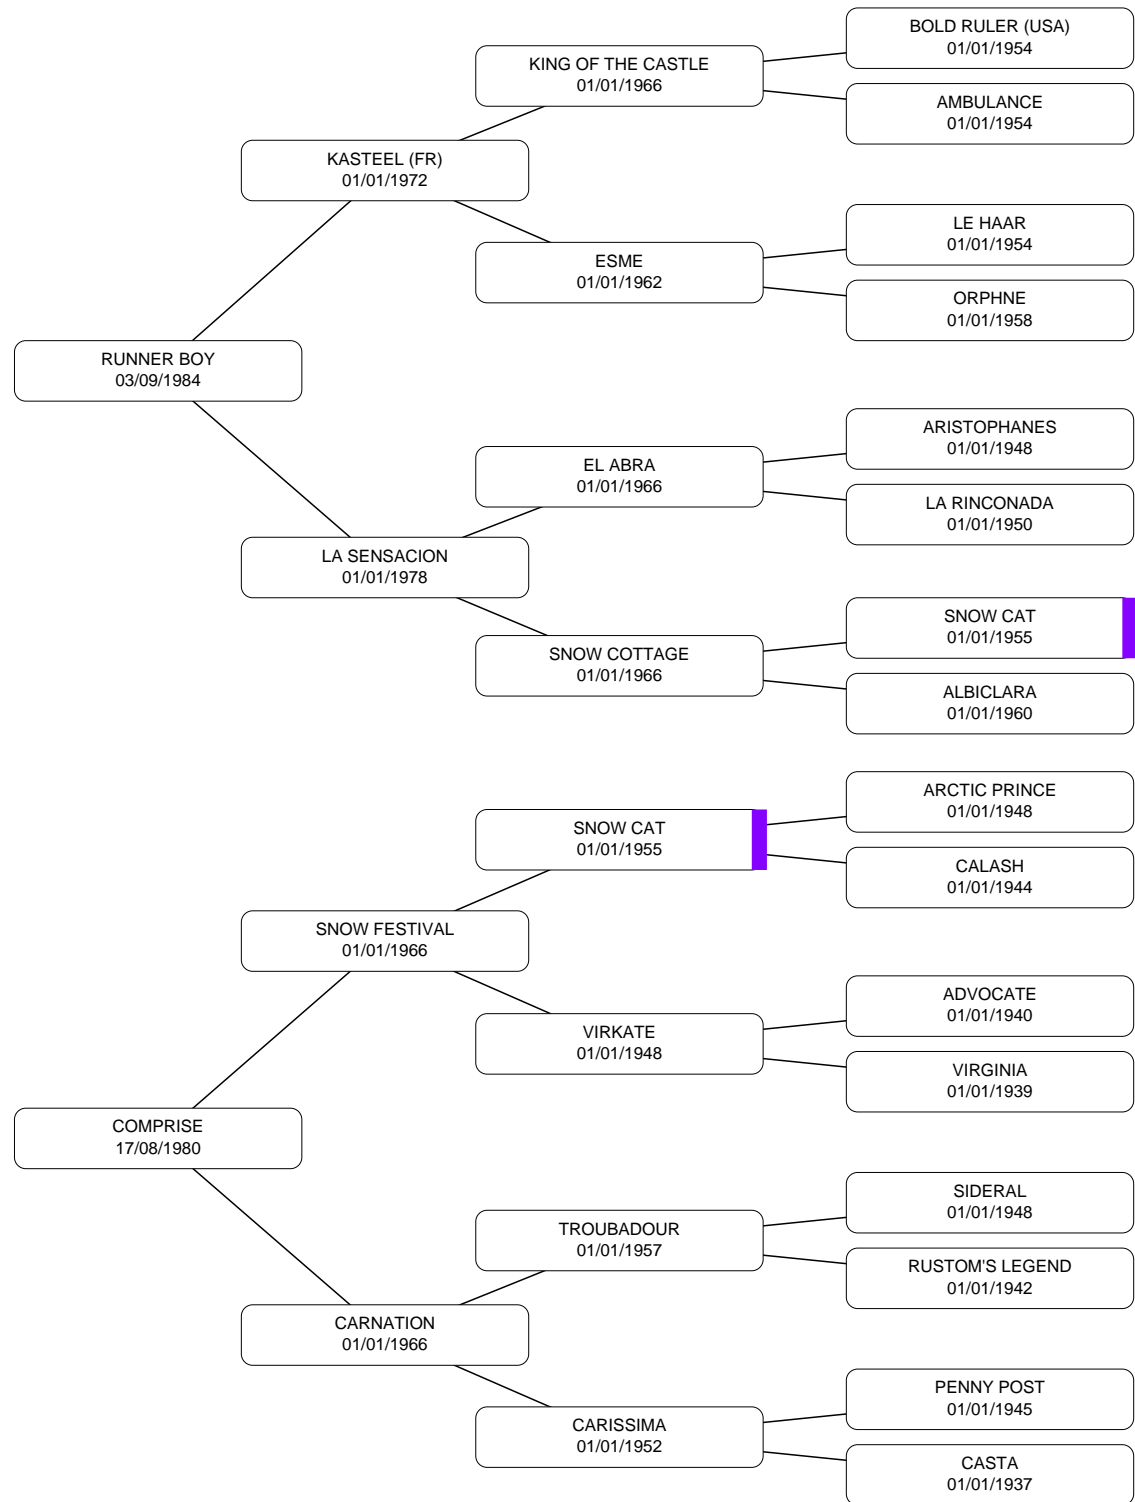 BOLD RULER (USA)
01/01/1954
KING OF THE CASTLE
01/01/1966
AMBULANCE
01/01/1954
KASTEEL (FR)
01/01/1972
LE HAAR
01/01/1954
ESME
01/01/1962
ORPHNE
01/01/1958
RUNNER BOY
03/09/1984
ARISTOPHANES
01/01/1948
EL ABRA
01/01/1966
LA RINCONADA
01/01/1950
LA SENSACION
01/01/1978
SNOW CAT
01/01/1955
SNOW COTTAGE
01/01/1966
ALBICLARA
01/01/1960
ARCTIC PRINCE
01/01/1948
SNOW CAT
01/01/1955
CALASH
01/01/1944
SNOW FESTIVAL
01/01/1966
ADVOCATE
01/01/1940
VIRKATE
01/01/1948
VIRGINIA
01/01/1939
COMPRISE
17/08/1980
SIDERAL
01/01/1948
TROUBADOUR
01/01/1957
RUSTOM'S LEGEND
01/01/1942
CARNATION
01/01/1966
PENNY POST
01/01/1945
CARISSIMA
01/01/1952
CASTA
01/01/1937